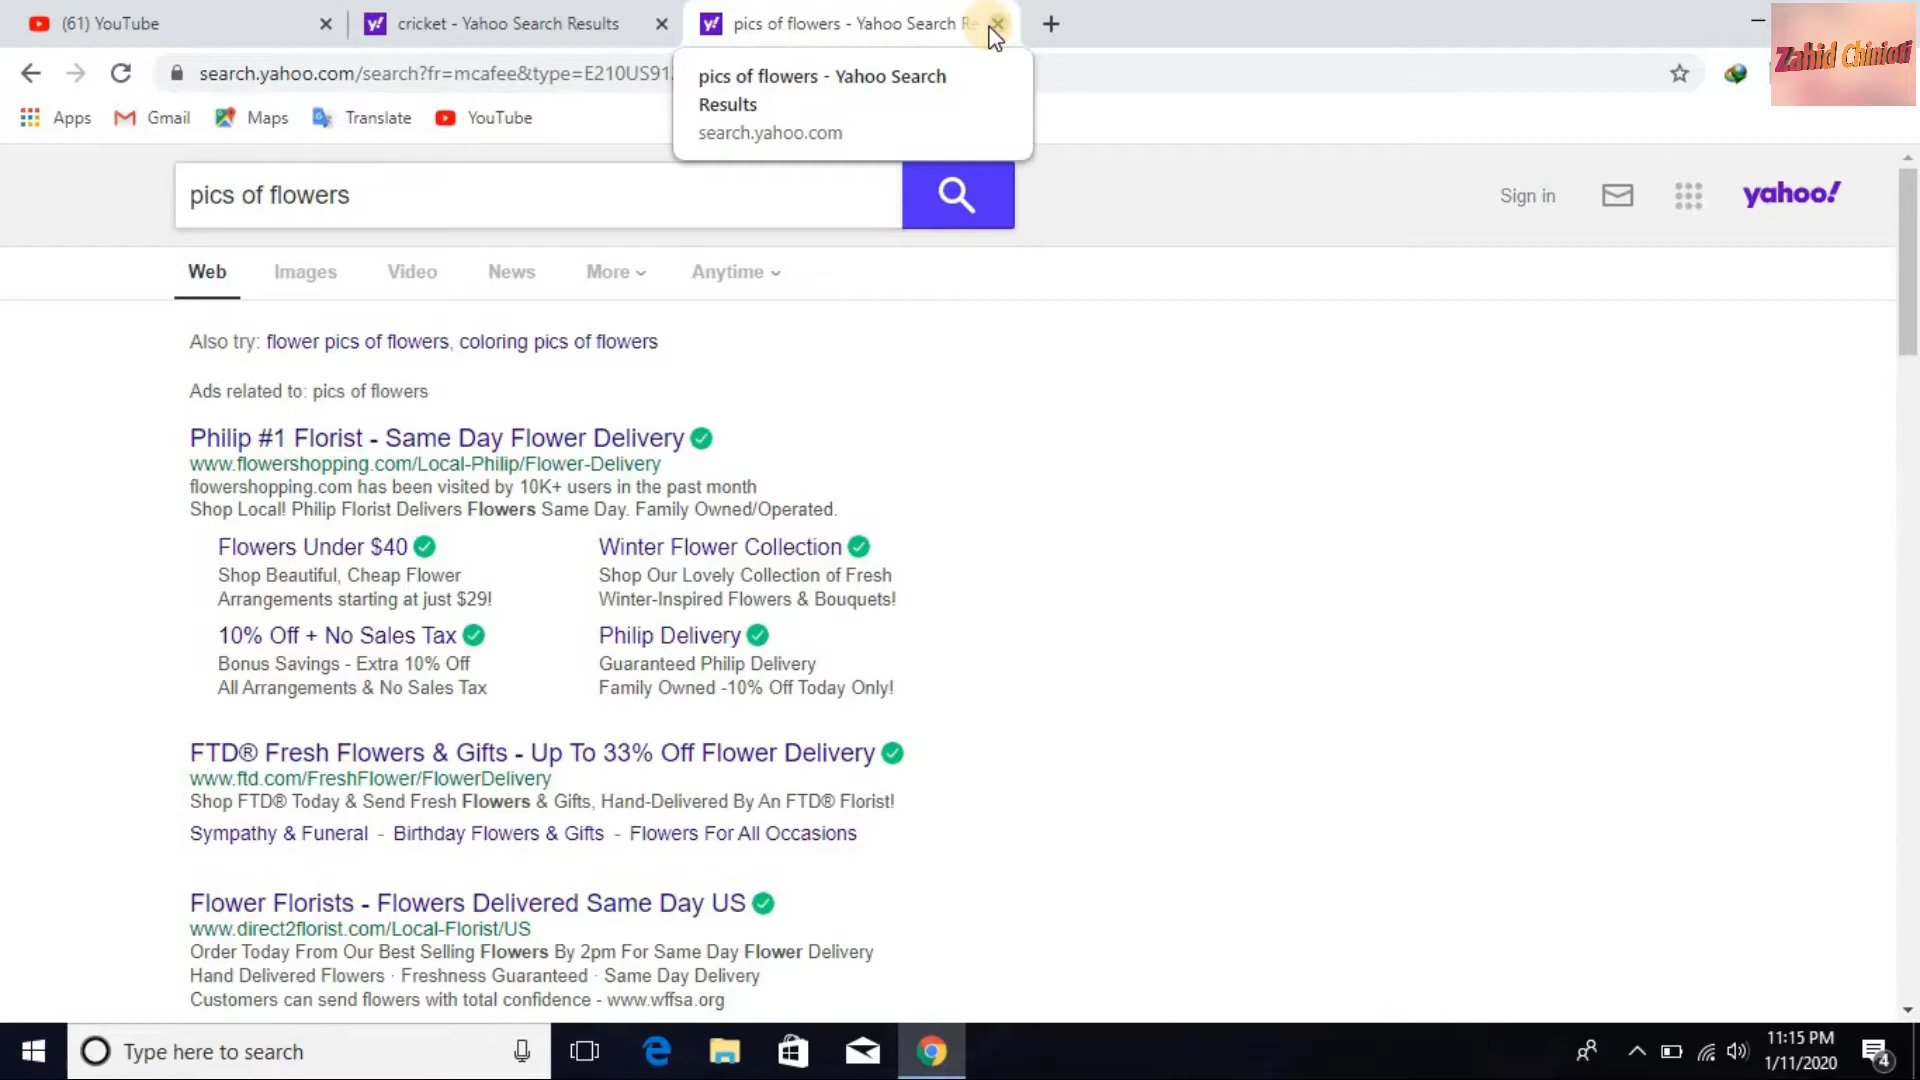 (61) YouTube
cricket - Yahoo Search Results
pics of flowers - Yahoo Search Re
search.yahoo.com/search?fr=mcafee&type=E210US91
pics of flowers - Yahoo Search
Results
search.yahoo.com
Zahid Chinioti
Apps
Gmail
Maps
Translate
YouTube
pics of flowers
Sign in
yahoo!
Web
Images
Video
News
More
Anytime
Also try: flower pics of flowers, coloring pics of flowers
Ads related to: pics of flowers
Philip #1 Florist - Same Day Flower Delivery
www.flowershopping.com/Local-Philip/Flower-Delivery
flowershopping.com has been visited by 10K+ users in the past month
Shop Local! Philip Florist Delivers Flowers Same Day. Family Owned/Operated.
Flowers Under $40
Shop Beautiful, Cheap Flower
Arrangements starting at just $29!
Winter Flower Collection
Shop Our Lovely Collection of Fresh
Winter-Inspired Flowers & Bouquets!
10% Off + No Sales Tax
Bonus Savings - Extra 10% Off
All Arrangements & No Sales Tax
Philip Delivery
Guaranteed Philip Delivery
Family Owned -10% Off Today Only!
FTD® Fresh Flowers & Gifts - Up To 33% Off Flower Delivery
www.ftd.com/FreshFlower/FlowerDelivery
Shop FTD® Today & Send Fresh Flowers & Gifts, Hand-Delivered By An FTD® Florist!
Sympathy & Funeral - Birthday Flowers & Gifts - Flowers For All Occasions
Flower Florists - Flowers Delivered Same Day US
www.direct2florist.com/Local-Florist/US
Order Today From Our Best Selling Flowers By 2pm For Same Day Flower Delivery
Hand Delivered Flowers · Freshness Guaranteed · Same Day Delivery
Customers can send flowers with total confidence - www.wffsa.org
Type here to search
11:15 PM
1/11/2020
4